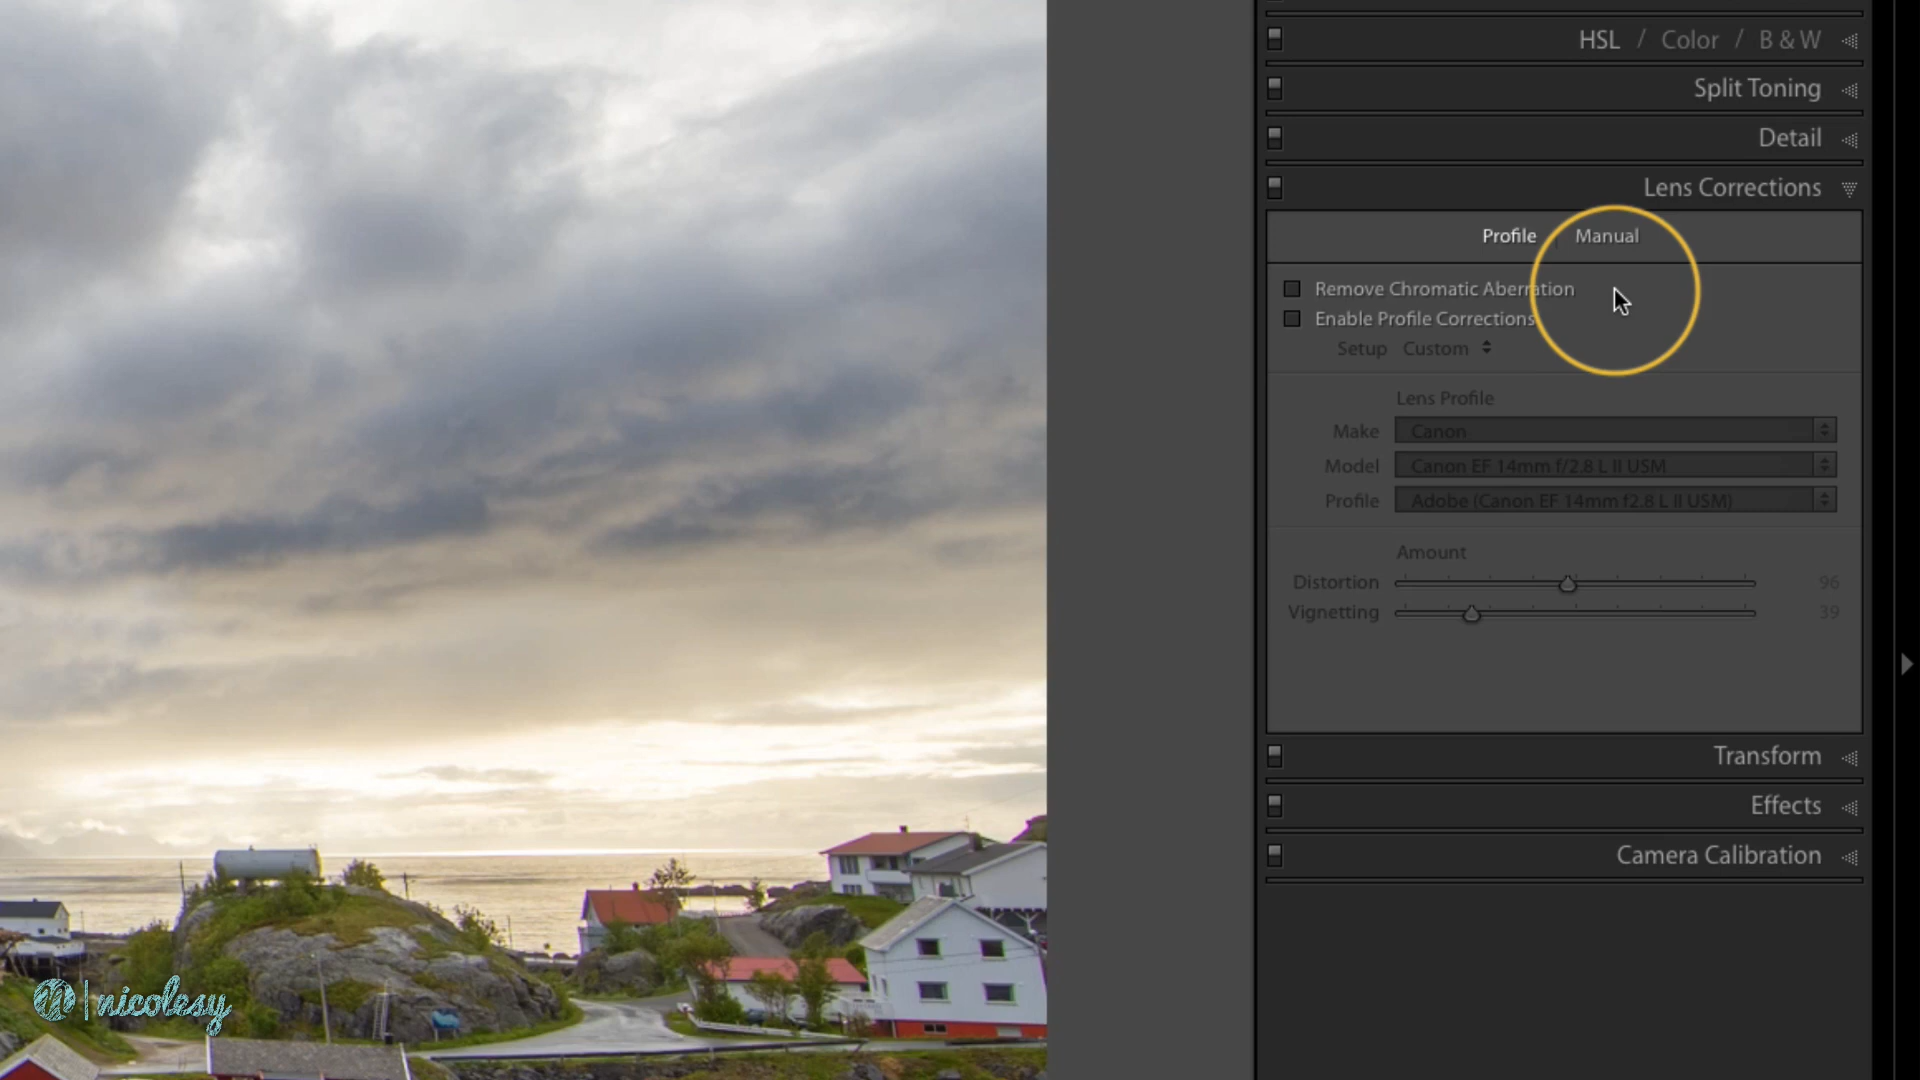 HSL / Color / B & W
Split Toning
Detail
Lens Corrections
Profile Manual
Remove Chromatic Aberration
Enable Profile Corrections
Setup Custom
Lens Profile
Make Canon
Model Canon EF 14mm f/2.8 L II USM
Profile Adobe (Canon EF 14mm f2.8 L II USM)
Amount
Distortion 96
Vignetting 39
Transform
Effects
Camera Calibration
nicolesy